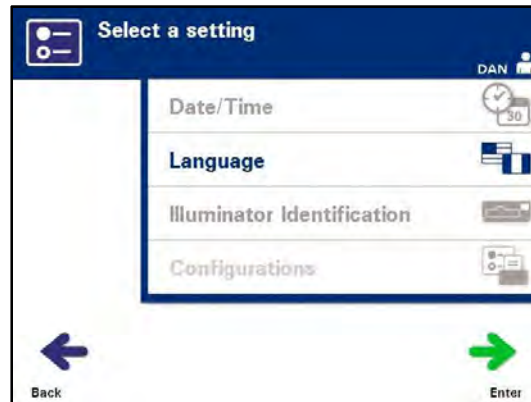 Select a setting
DAN
Date/Time
30
Language
Illuminator Identification
Configurations
Back
Enter